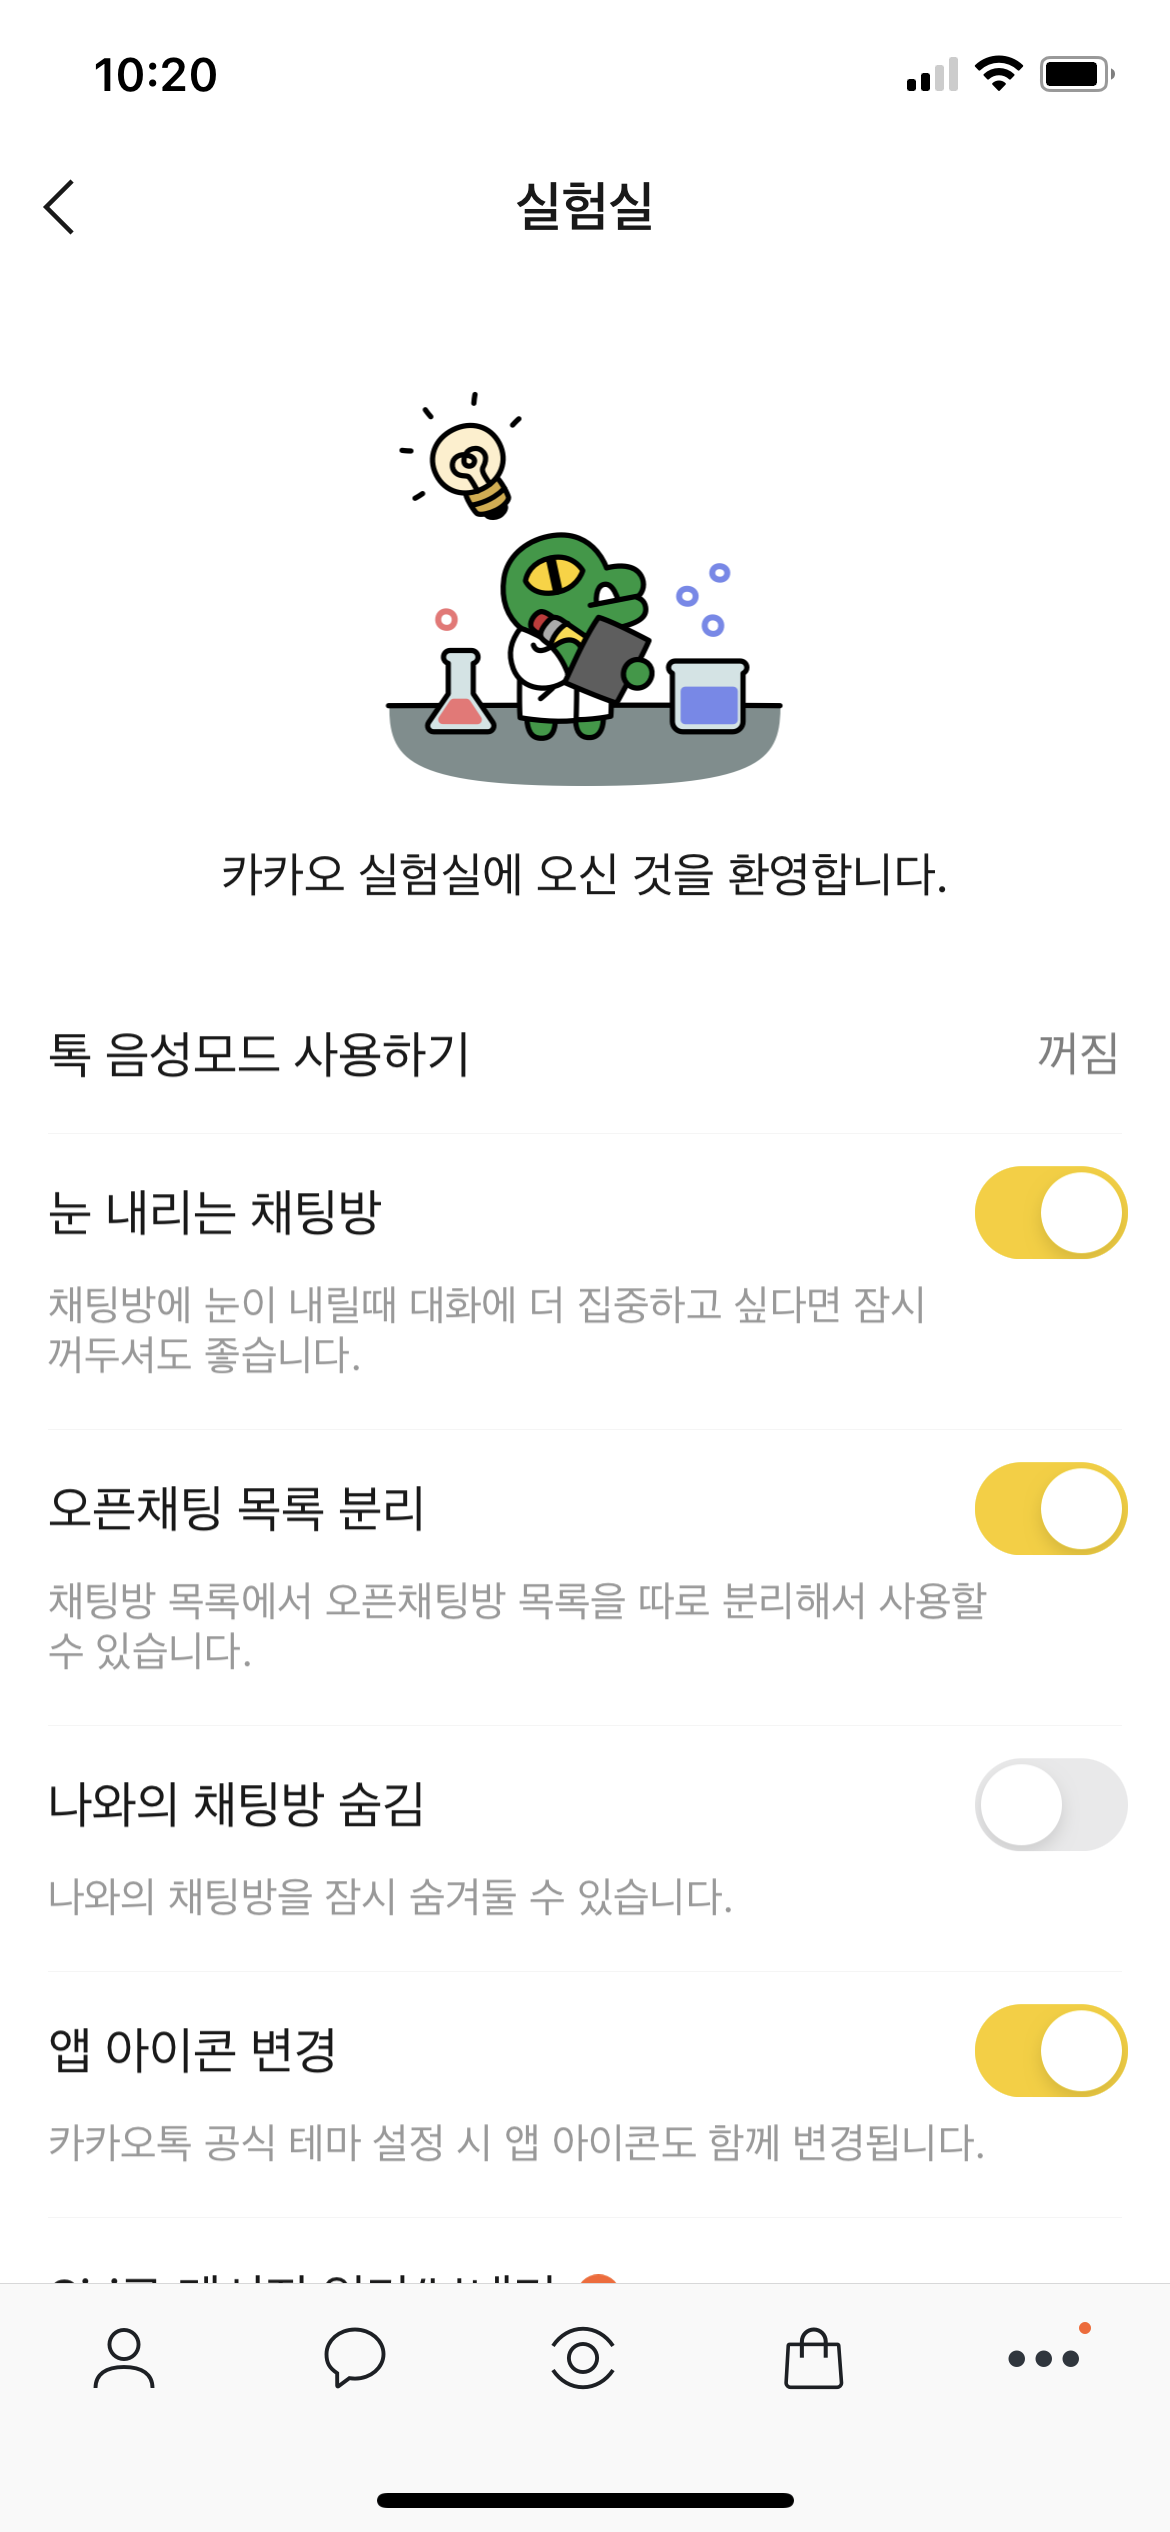 10:20
실험실
카카오 실험실에 오신 것을 환영합니다.
톡 음성모드 사용하기
꺼짐
눈 내리는 채팅방
채팅방에 눈이 내릴때 대화에 더 집중하고 싶다면 잠시
꺼두셔도 좋습니다.
오픈채팅 목록 분리
채팅방 목록에서 오픈채팅방 목록을 따로 분리해서 사용할
수 있습니다.
나와의 채팅방 숨김
나와의 채팅방을 잠시 숨겨둘 수 있습니다.
앱 아이콘 변경
카카오톡 공식 테마 설정 시 앱 아이콘도 함께 변경됩니다.